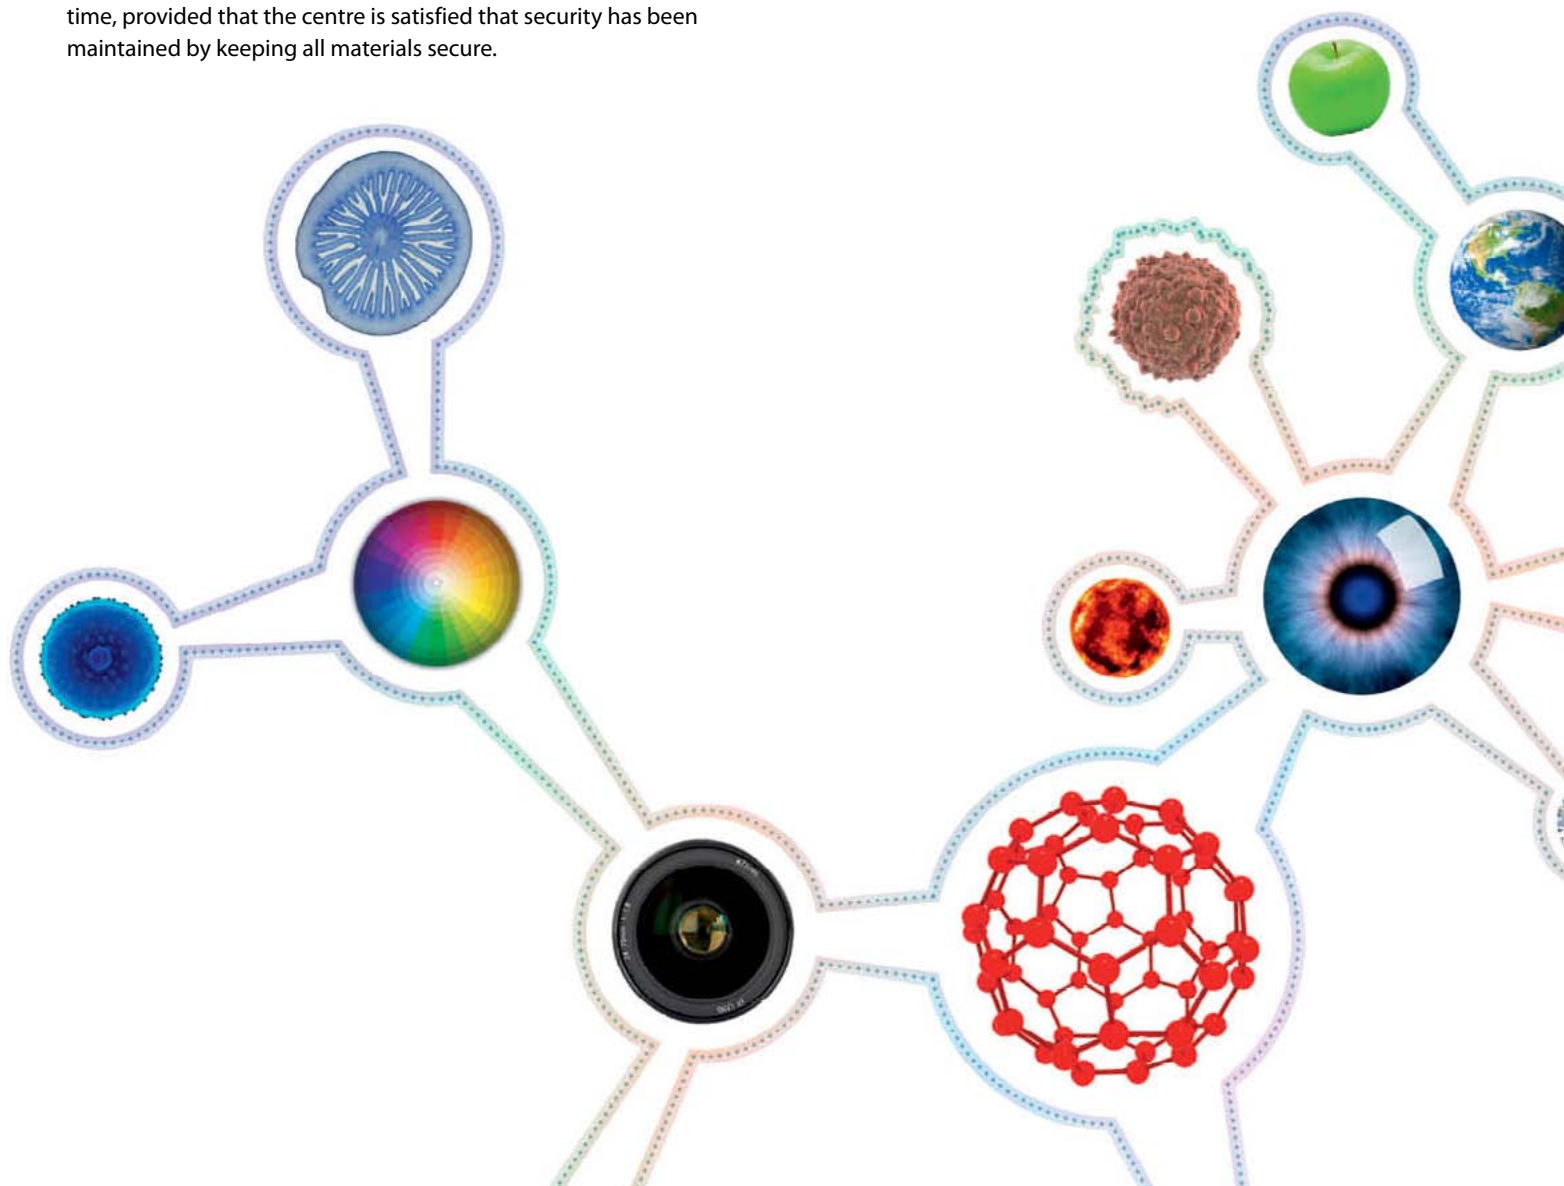 time, provided that the centre is satisfied that security has been
maintained by keeping all materials secure.